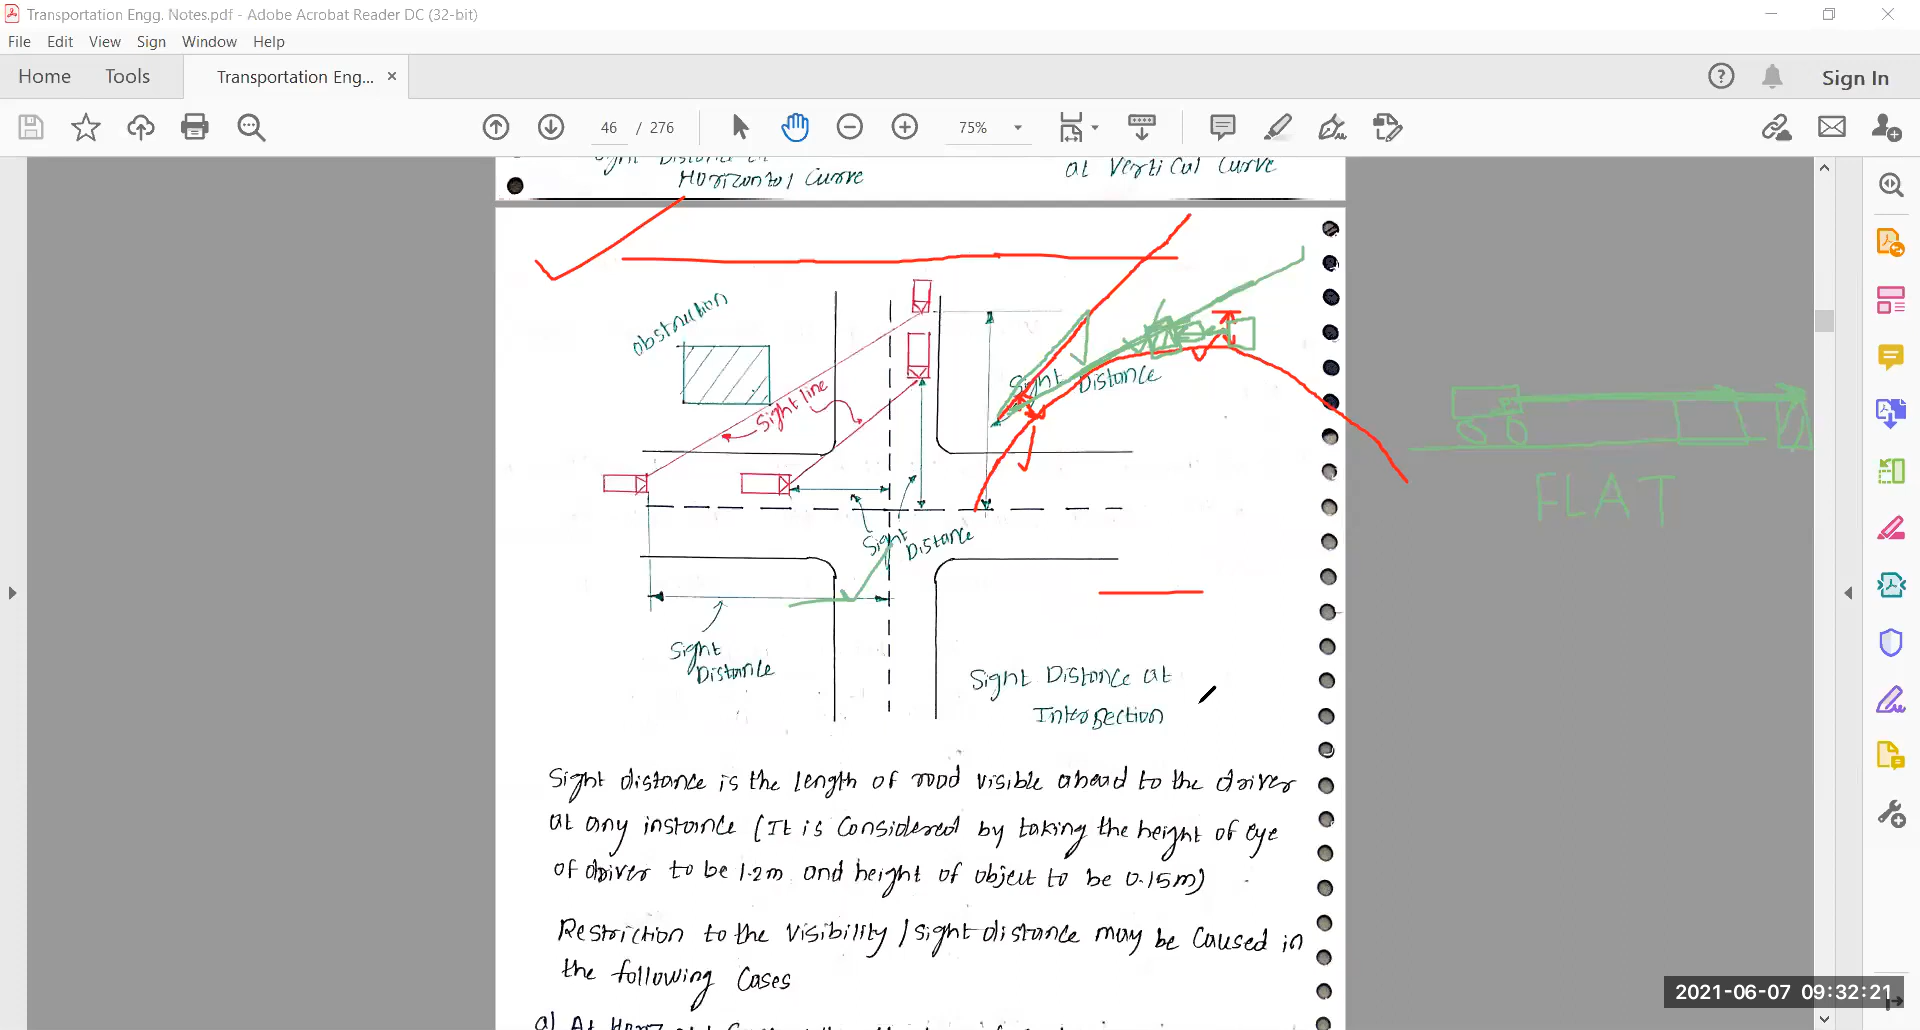 Transportation Engg. Notes.pdf - Adobe Acrobat Reader DC (32-bit)
File Edit View Sign Window Help
Home Tools Transportation Eng... ×
Sign In
46 / 276
75%
Sight Distance at
Horizontal Curve
at Vertical Curve
obstruction
Sight line
Sight Distance
FLAT
Sight
Distance
Sight
Distance
Sight Distance at
Intersection
Sight distance is the length of road visible ahead to the driver
at any instance (It is Considered by taking the height of eye
of driver to be 1.2m and height of object to be 0.15m)
Restriction to the visibility / sight distance may be caused in
the following Cases
2021-06-07 09:32:21
a) At Horizontal